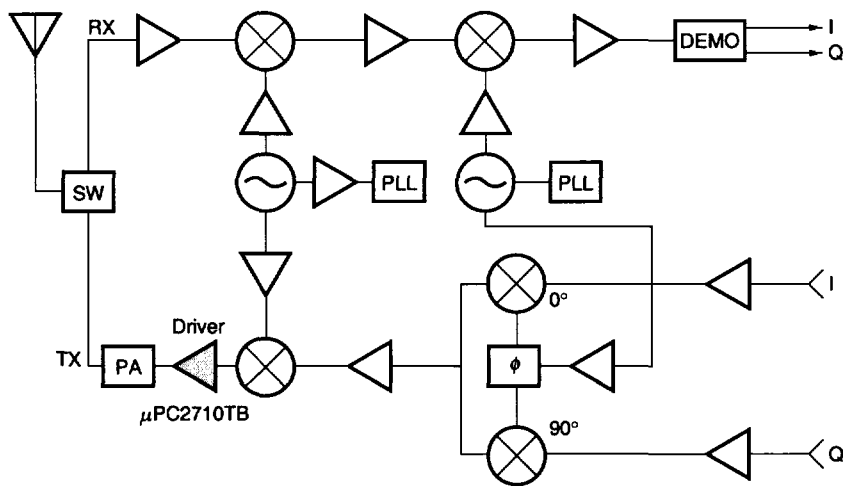 RX
DEMO
I
Q
SW
PLL
PLL
0°
I
Driver
TX
PA
ϕ
μPC2710TB
90°
Q